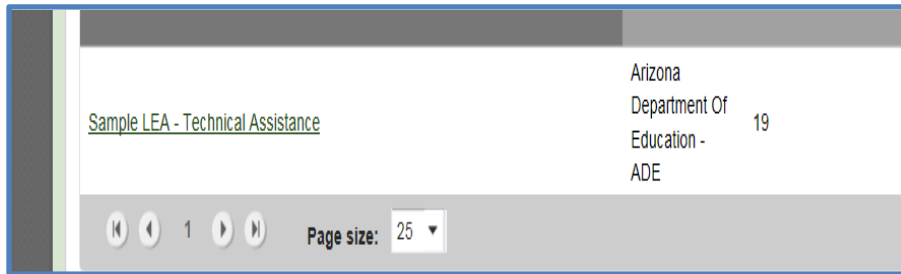 Arizona
Department Of
Sample LEA - Technical Assistance 19
Education -
ADE
1 Page size: 25